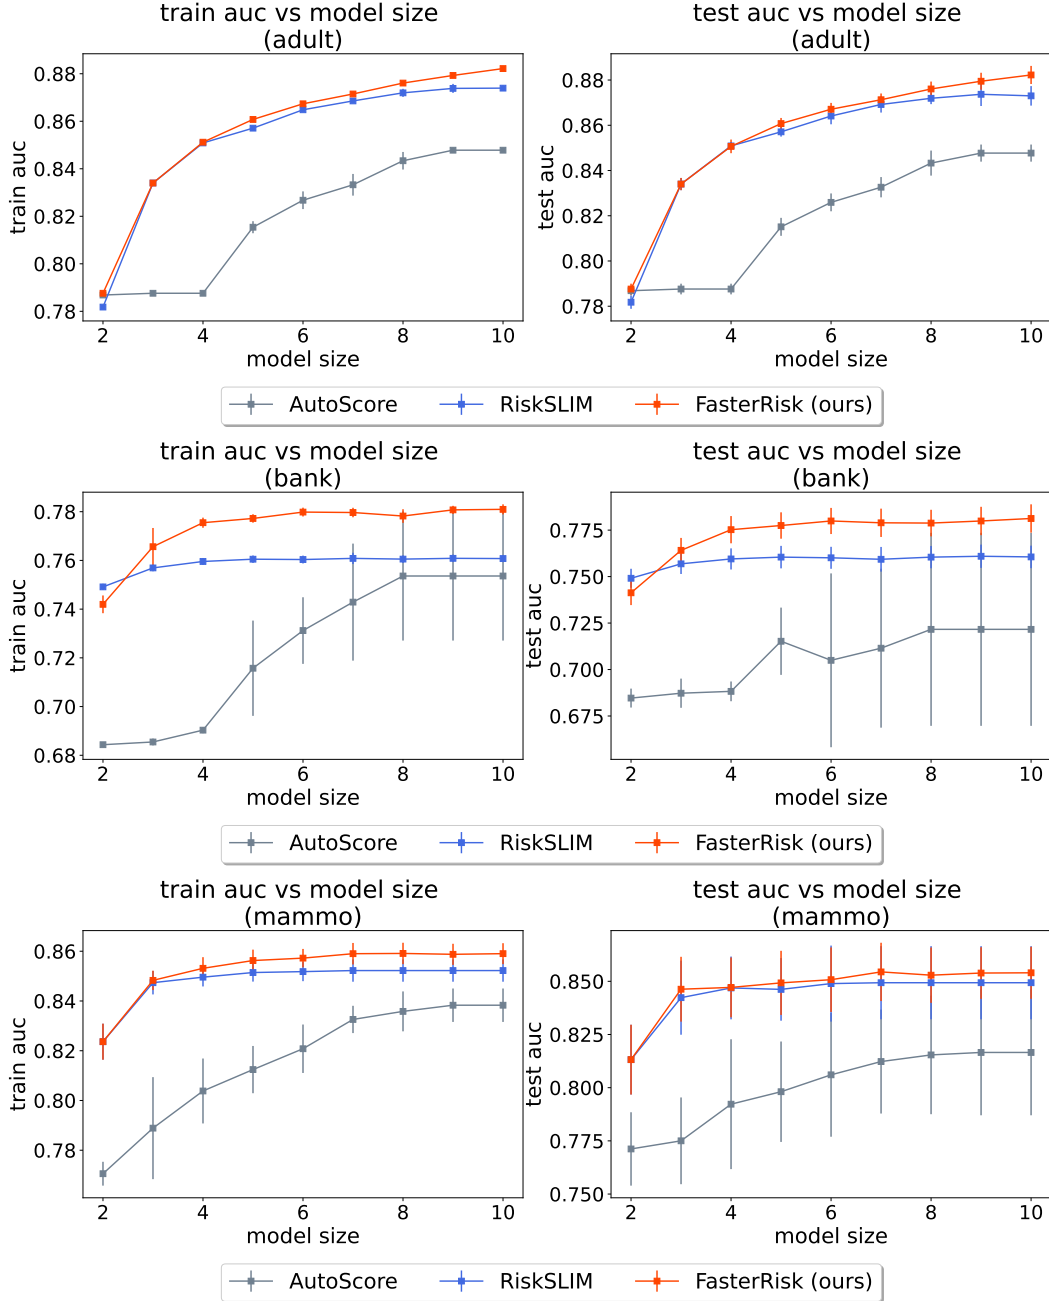 train auc vs model size
(adult)
test auc vs model size
(adult)
train auc
0.88
0.86
0.84
0.82
0.80
0.78
2 4 6 8 10
model size
test auc
0.88
0.86
0.84
0.82
0.80
0.78
2 4 6 8 10
model size
AutoScore RiskSLIM FasterRisk (ours)
train auc vs model size
(bank)
test auc vs model size
(bank)
train auc
0.78
0.76
0.74
0.72
0.70
0.68
2 4 6 8 10
model size
test auc
0.775
0.750
0.725
0.700
0.675
2 4 6 8 10
model size
AutoScore RiskSLIM FasterRisk (ours)
train auc vs model size
(mammo)
test auc vs model size
(mammo)
train auc
0.86
0.84
0.82
0.80
0.78
2 4 6 8 10
model size
test auc
0.850
0.825
0.800
0.775
0.750
2 4 6 8 10
model size
AutoScore RiskSLIM FasterRisk (ours)